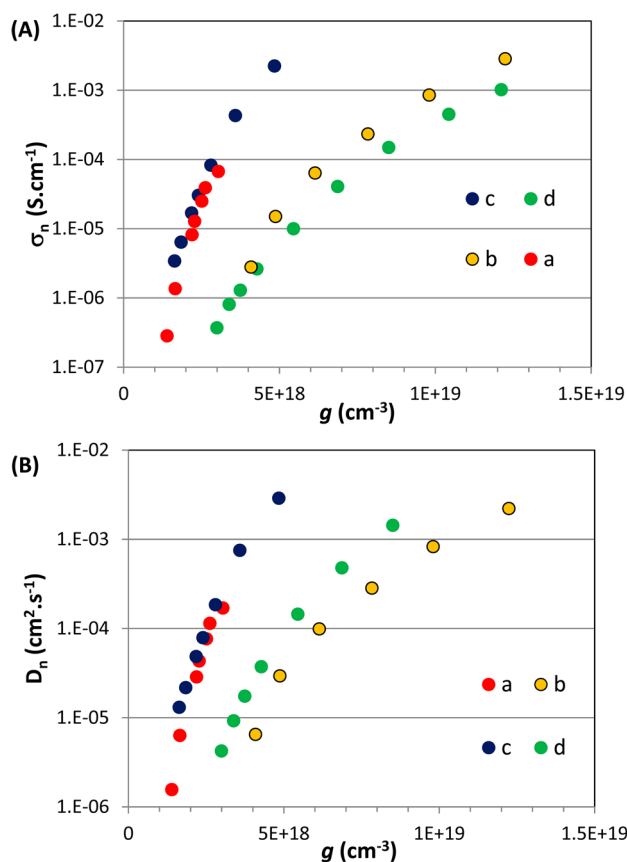 (A)
1.E-02
1.E-03
1.E-04
1.E-05
1.E-06
1.E-07
σn (S.cm-1)
c d
b a
0 5E+18 1E+19 1.5E+19
g (cm-3)
(B)
1.E-02
1.E-03
1.E-04
1.E-05
1.E-06
Dn (cm2.s-1)
a b
c d
0 5E+18 1E+19 1.5E+19
g (cm-3)